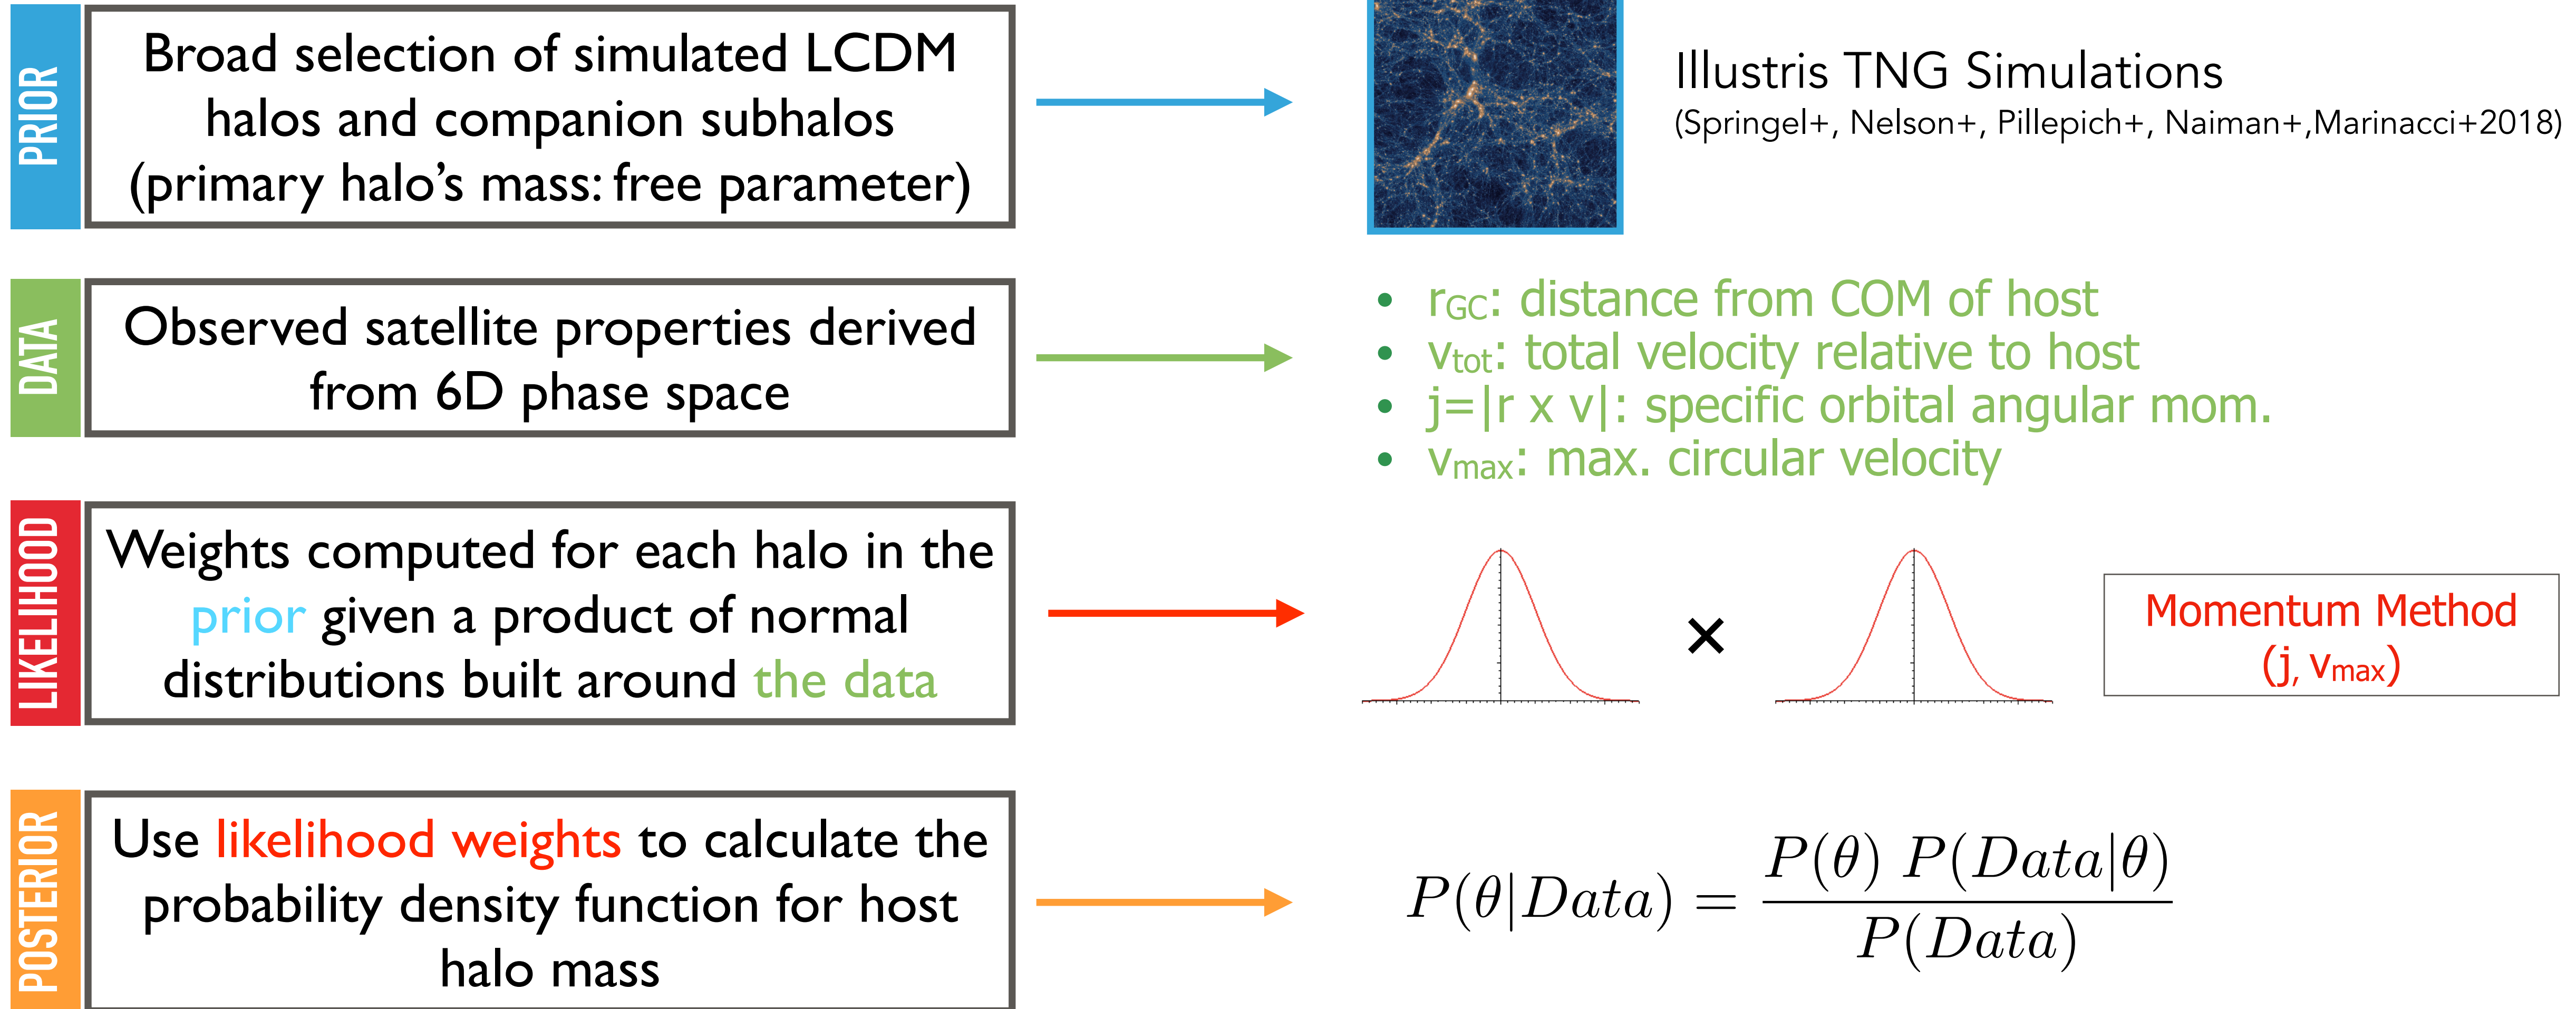 PRIOR
Broad selection of simulated LCDM
halos and companion subhalos
(primary halo’s mass: free parameter)
Illustris TNG Simulations
(Springel+, Nelson+, Pillepich+, Naiman+,Marinacci+2018)
DATA
Observed satellite properties derived
from 6D phase space
• rGC: distance from COM of host
• vtot: total velocity relative to host
• j=|r x v|: specific orbital angular mom.
• vmax: max. circular velocity
LIKELIHOOD
Weights computed for each halo in the
prior given a product of normal
distributions built around the data
×
Momentum Method
(j, vmax)
POSTERIOR
Use likelihood weights to calculate the
probability density function for host
halo mass
P(θ|Data) = P(θ) P(Data|θ) / P(Data)